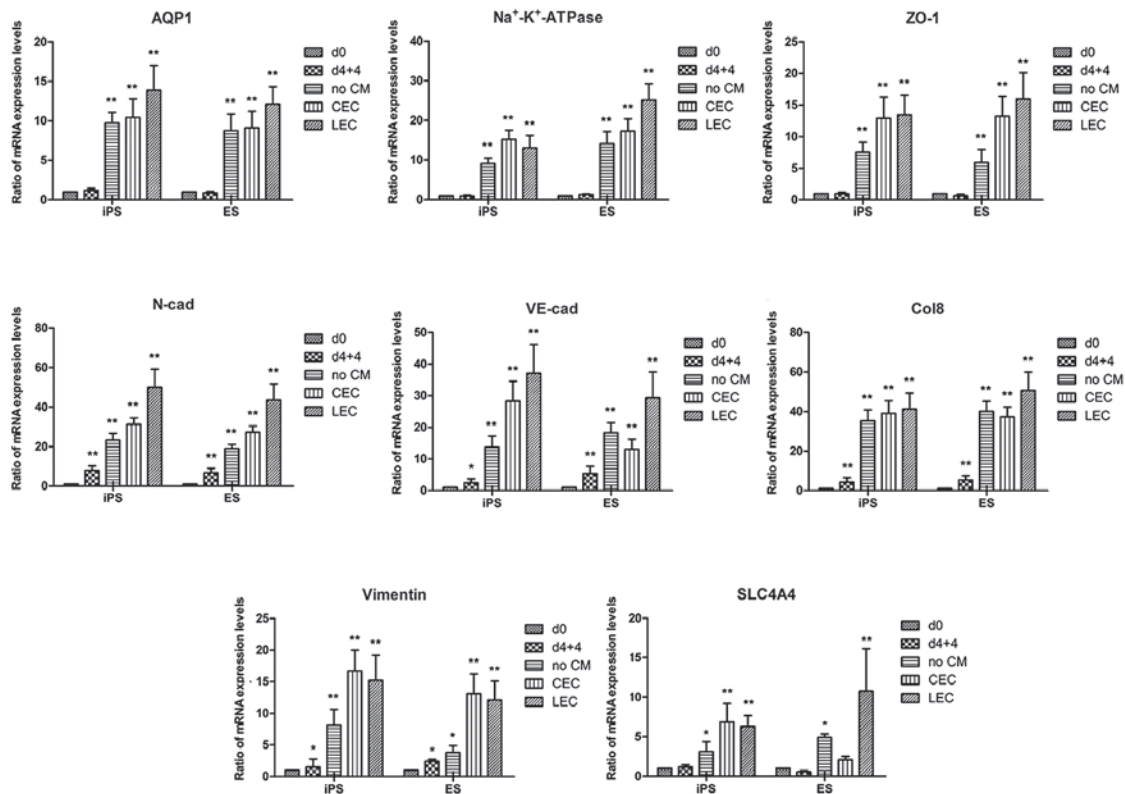 AQP1
Ratio of mRNA expression levels
20
15
10
5
0
**
**
**
**
**
**
iPS
ES
d0
d4+4
no CM
CEC
LEC
Na⁺-K⁺-ATPase
Ratio of mRNA expression levels
40
30
20
10
0
**
**
**
**
**
**
iPS
ES
d0
d4+4
no CM
CEC
LEC
ZO-1
Ratio of mRNA expression levels
25
20
15
10
5
0
**
**
**
**
**
**
iPS
ES
d0
d4+4
no CM
CEC
LEC
N-cad
Ratio of mRNA expression levels
80
60
40
20
0
**
**
**
**
**
**
**
**
iPS
ES
d0
d4+4
no CM
CEC
LEC
VE-cad
Ratio of mRNA expression levels
50
40
30
20
10
0
*
**
**
**
**
**
**
**
iPS
ES
d0
d4+4
no CM
CEC
LEC
Col8
Ratio of mRNA expression levels
80
60
40
20
0
**
**
**
**
**
**
**
**
iPS
ES
d0
d4+4
no CM
CEC
LEC
Vimentin
Ratio of mRNA expression levels
25
20
15
10
5
0
*
**
**
**
*
*
**
**
iPS
ES
d0
d4+4
no CM
CEC
LEC
SLC4A4
Ratio of mRNA expression levels
20
15
10
5
0
*
**
**
*
**
iPS
ES
d0
d4+4
no CM
CEC
LEC